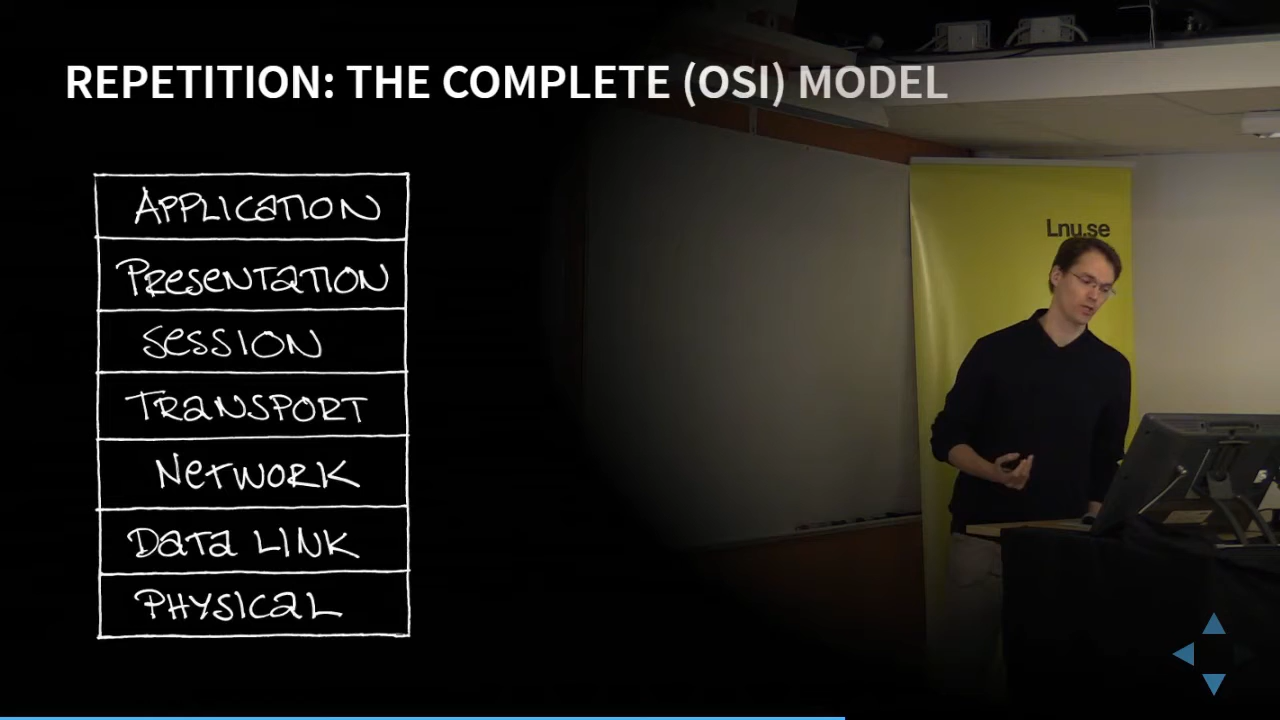 REPETITION: THE COMPLETE (OSI) MODEL
APPLICATION
PRESENTATION
SESSION
TRANSPORT
NETWORK
DATA LINK
PHYSICAL
Lnu.se